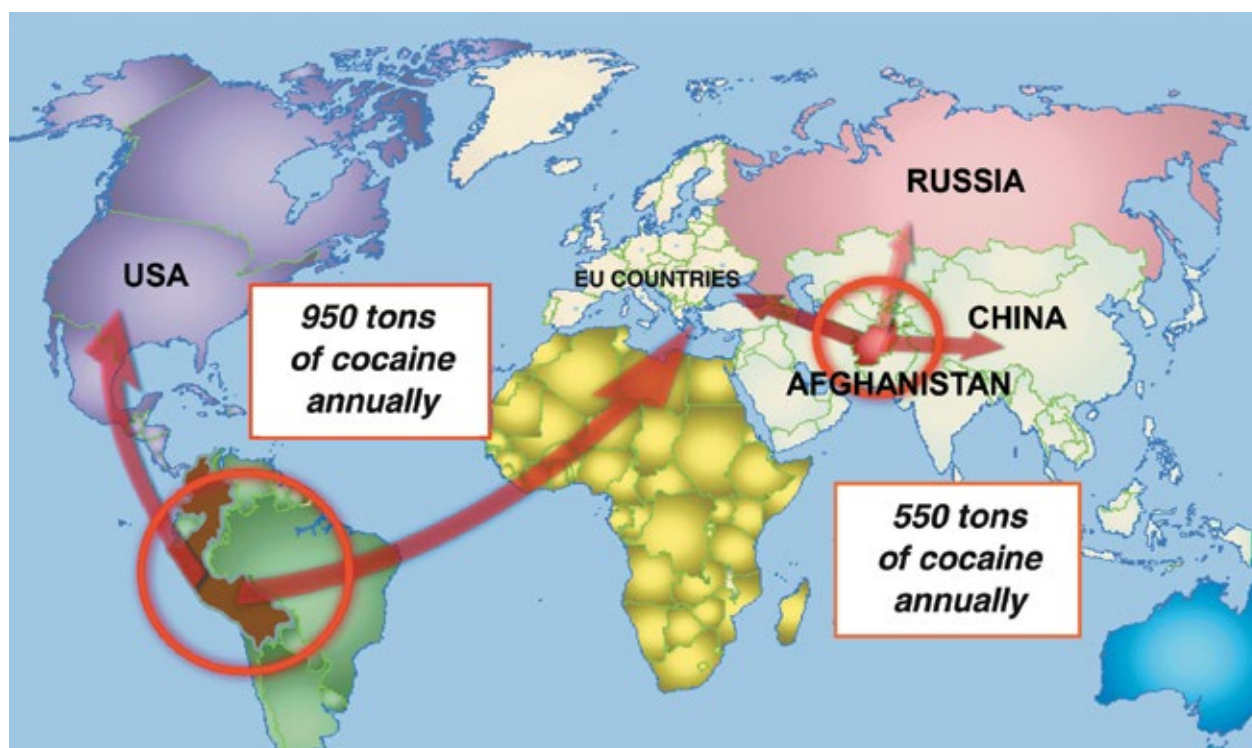 RUSSIA
USA
EU COUNTRIES
950 tons
of cocaine
annually
CHINA
AFGHANISTAN
550 tons
of cocaine
annually